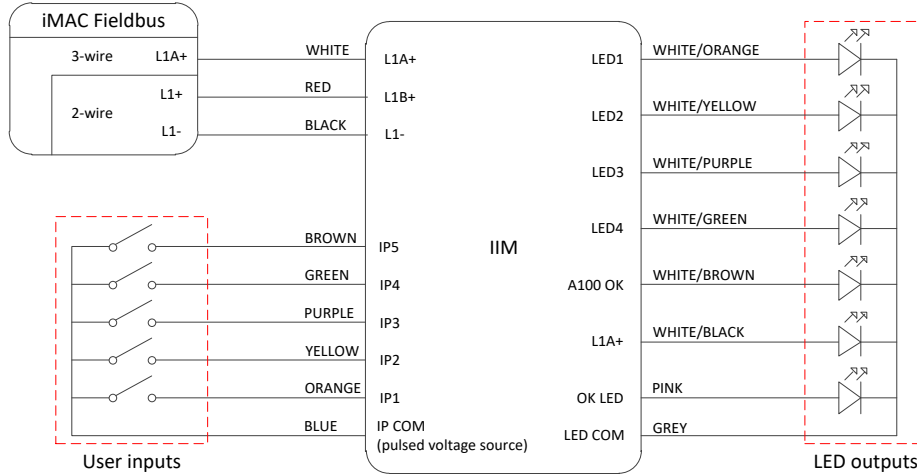 iMAC Fieldbus
3-wire
L1A+
L1+
2-wire
L1-
WHITE
RED
BLACK
L1A+
L1B+
L1-
BROWN
GREEN
PURPLE
YELLOW
ORANGE
BLUE
IP5
IP4
IP3
IP2
IP1
IP COM
(pulsed voltage source)
User inputs
IIM
LED1
LED2
LED3
LED4
A100 OK
L1A+
OK LED
LED COM
WHITE/ORANGE
WHITE/YELLOW
WHITE/PURPLE
WHITE/GREEN
WHITE/BROWN
WHITE/BLACK
PINK
GREY
LED outputs